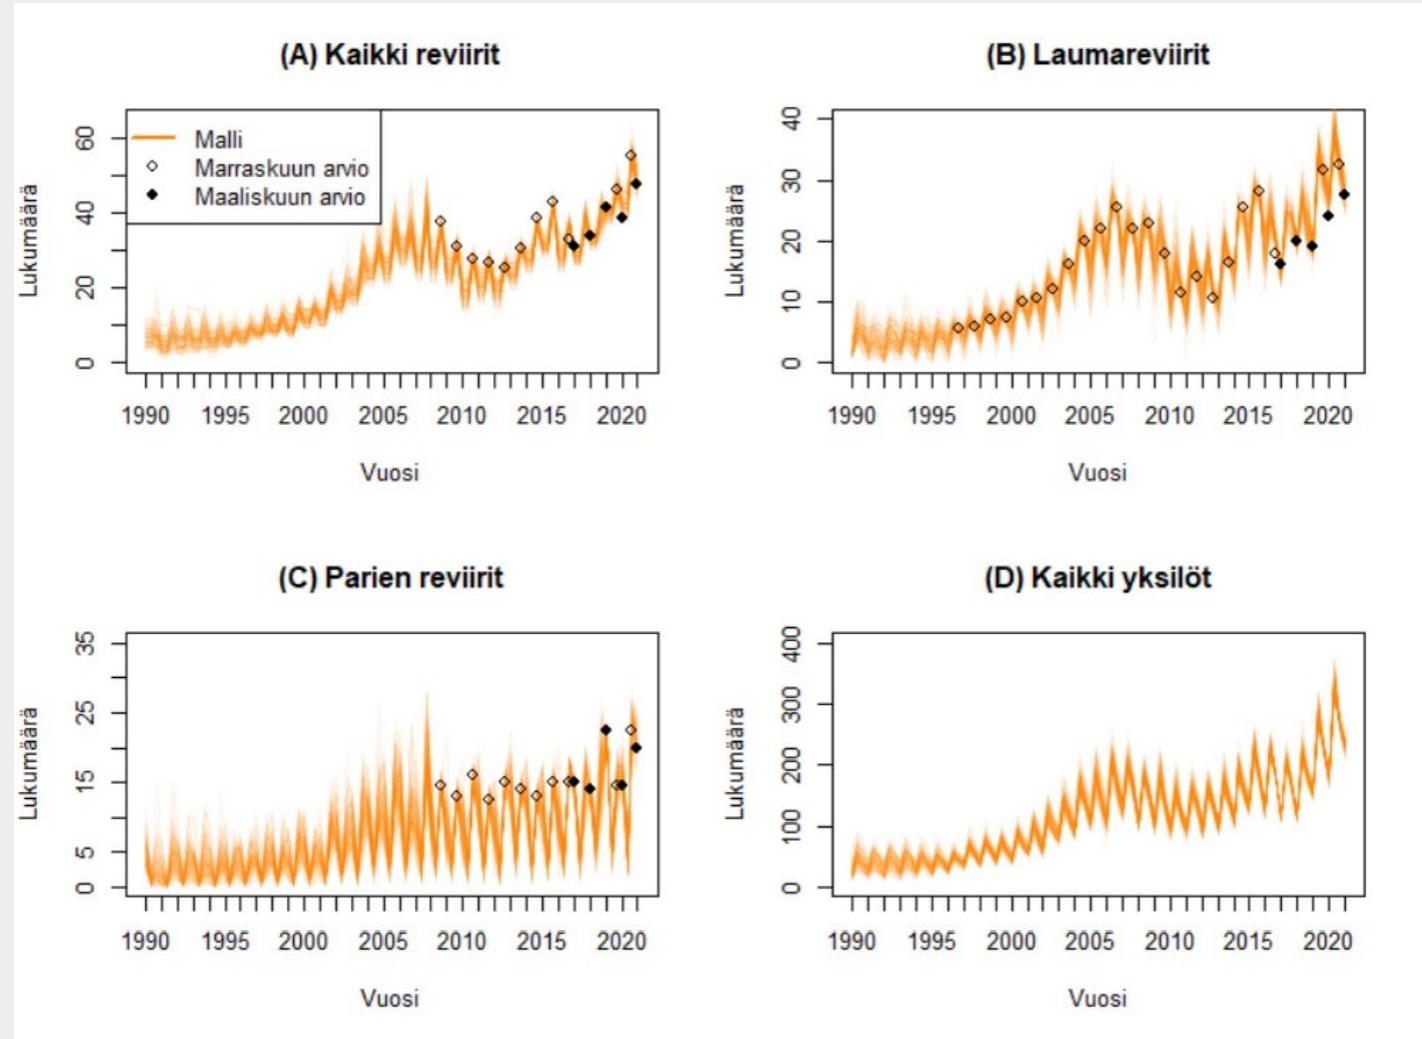 (A) Kaikki reviirit
Malli
Marraskuun arvio
Maaliskuun arvio
Lukumäärä
60
40
20
0
1990 1995 2000 2005 2010 2015 2020
Vuosi
(B) Laumareviirit
Lukumäärä
40
30
20
10
0
1990 1995 2000 2005 2010 2015 2020
Vuosi
(C) Parien reviirit
Lukumäärä
35
25
15
5
0
1990 1995 2000 2005 2010 2015 2020
Vuosi
(D) Kaikki yksilöt
Lukumäärä
400
300
200
100
0
1990 1995 2000 2005 2010 2015 2020
Vuosi